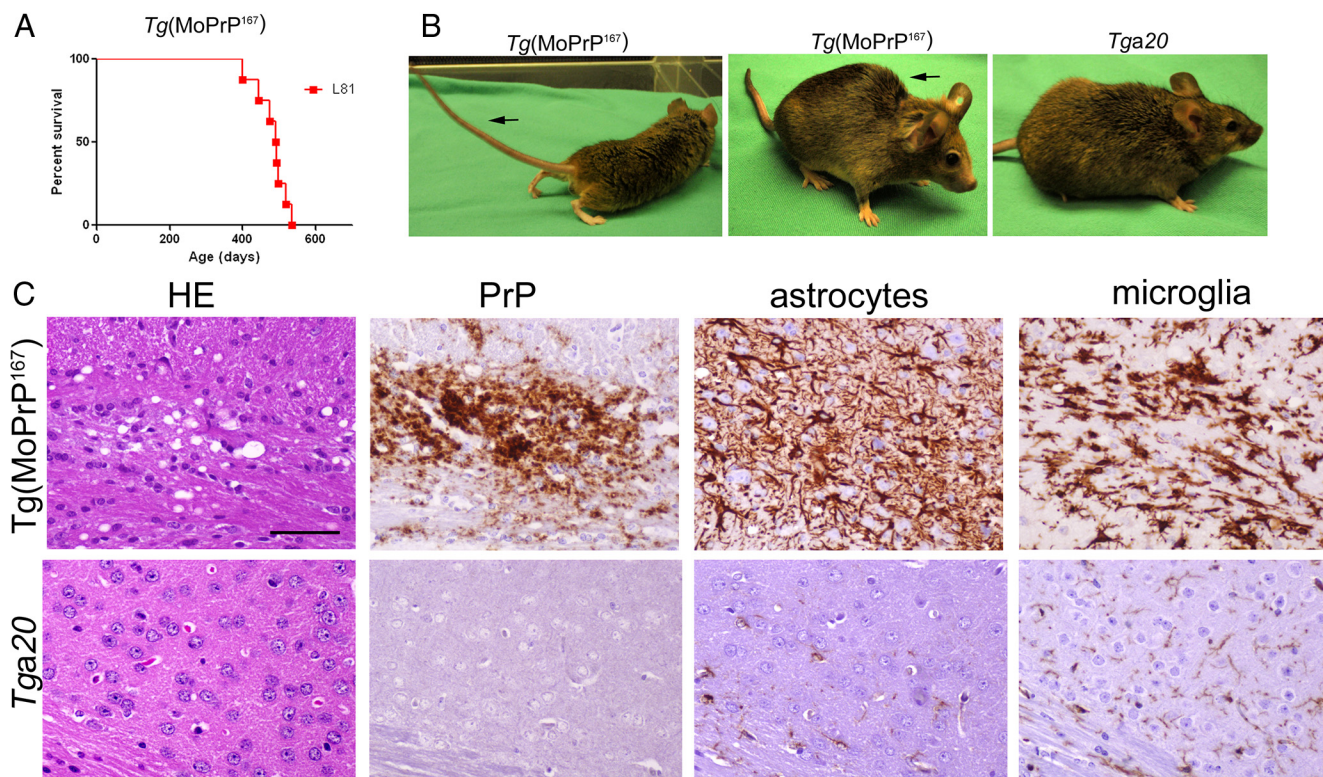 A
Tg(MoPrP167)
100
50
0
Percent survival
L81
0 200 400 600
Age (days)
B
Tg(MoPrP167) Tg(MoPrP167) Tga20
C
HE PrP astrocytes microglia
Tg(MoPrP167)
Tga20